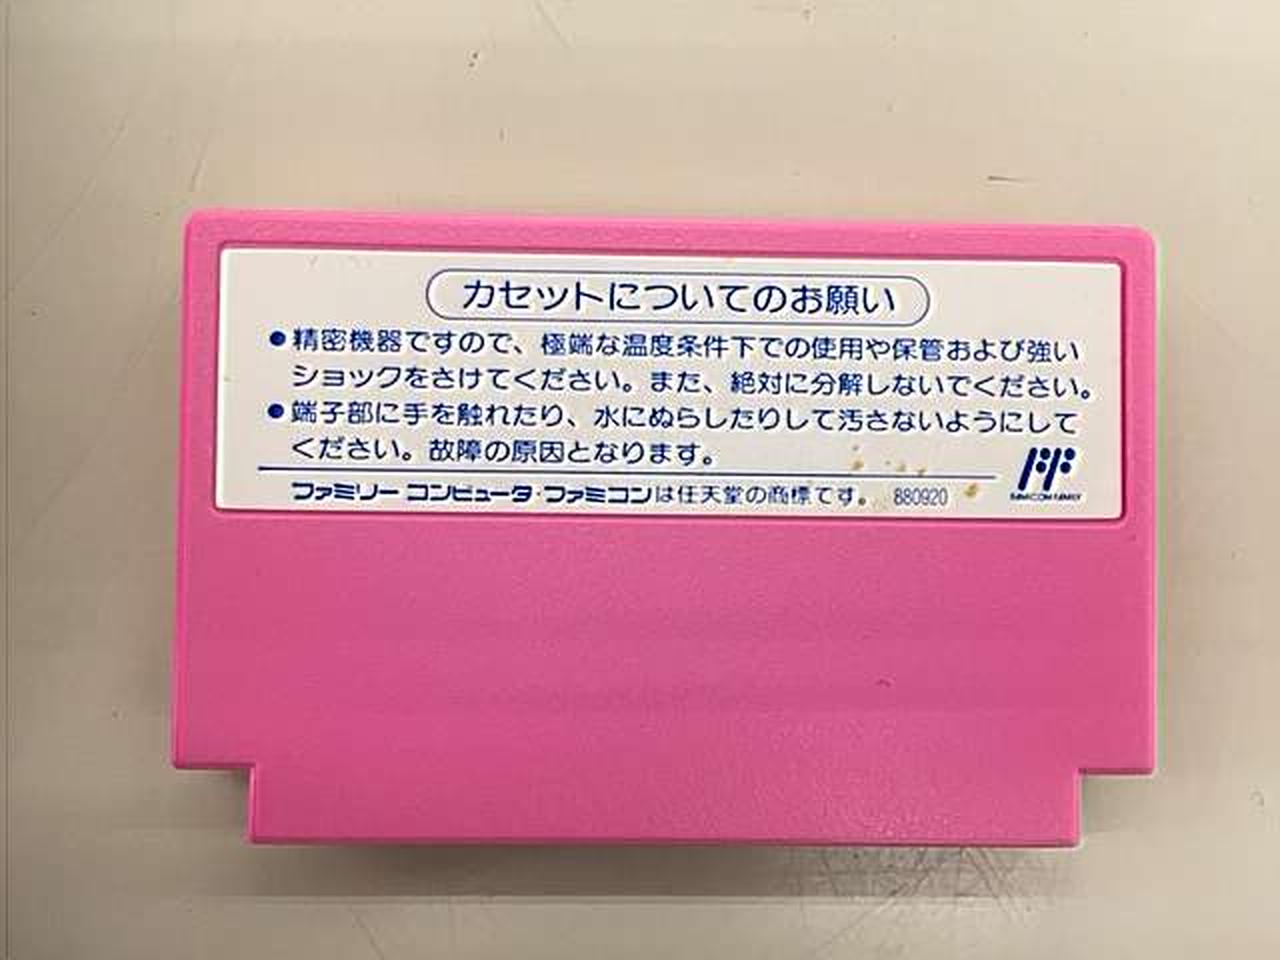 カセットについてのお願い
●精密機器ですので、極端な温度条件下での使用や保管および強い
ショックをさけてください。また、絶対に分解しないでください。
●端子部に手を触れたり、水にぬらしたりして汚さないようにして
ください。故障の原因となります。
ファミリーコンピュータ・ファミコンは任天堂の商標です。 880920
FAMICOM FAMILY